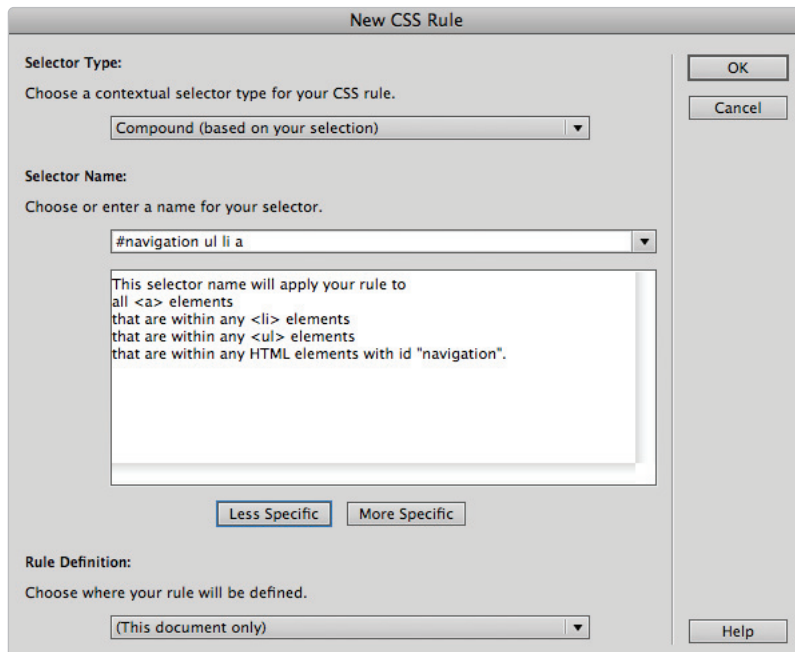 New CSS Rule
Selector Type:
Choose a contextual selector type for your CSS rule.
Compound (based on your selection)
OK
Cancel
Selector Name:
Choose or enter a name for your selector.
#navigation ul li a
This selector name will apply your rule to
all <a> elements
that are within any <li> elements
that are within any <ul> elements
that are within any HTML elements with id "navigation".
Less Specific
More Specific
Rule Definition:
Choose where your rule will be defined.
(This document only)
Help